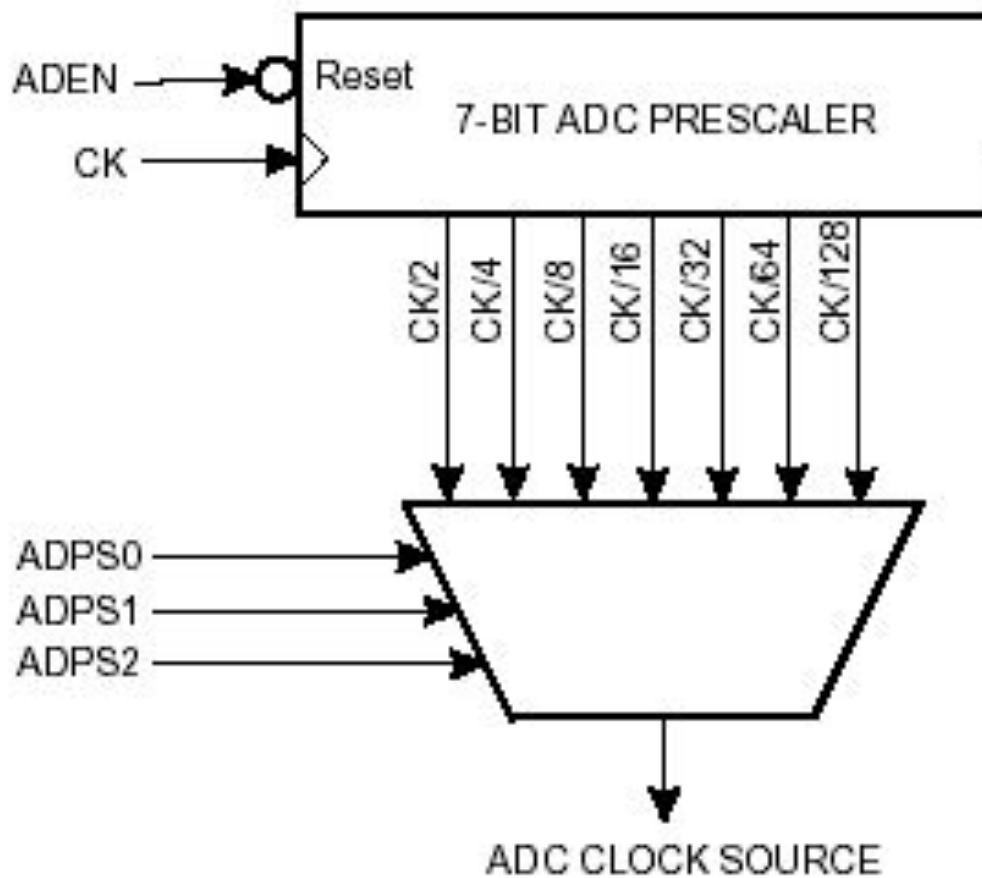 ADEN
Reset
7-BIT ADC PRESCALER
CK
CK/2
CK/4
CK/8
CK/16
CK/32
CK/64
CK/128
ADPS0
ADPS1
ADPS2
ADC CLOCK SOURCE